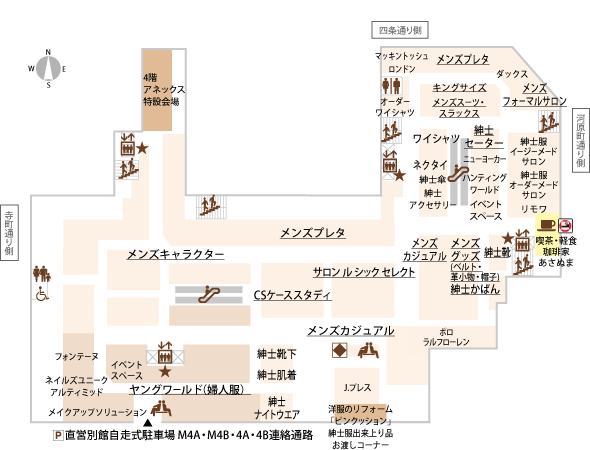 四条通り側
マッキントッシュ
ロンドン
メンズプレタ
ダックス
N
W
E
S
4階
アネックス
特設会場
キングサイズ
メンズ
フォーマルサロン
オーダー
ワイシャツ
メンズスーツ・
スラックス
河原町通り側
ワイシャツ
紳士
セーター
紳士服
イージーメード
サロン
ネクタイ
ニューヨーカー
紳士傘
ハンティング
ワールド
紳士服
オーダーメード
サロン
紳士
アクセサリー
イベント
スペース
リモワ
寺町通り側
メンズプレタ
メンズ
カジュアル
メンズ
グッズ
(ベルト・
革小物・帽子)
紳士靴
喫茶・軽食
珈琲家
あさぬま
メンズキャラクター
サロン ル シック セレクト
紳士かばん
CSケーススタディ
メンズカジュアル
ポロ
ラルフローレン
フォンテーヌ
イベント
スペース
紳士靴下
ネイルズユニーク
アルティミッド
紳士肌着
J.プレス
ヤングワールド(婦人服)
メイクアップソリューション
紳士
ナイトウエア
洋服のリフォーム
「ピンクッション」
紳士服出来上り品
お渡しコーナー
P 直営別館自走式駐車場 M4A・M4B・4A・4B連絡通路